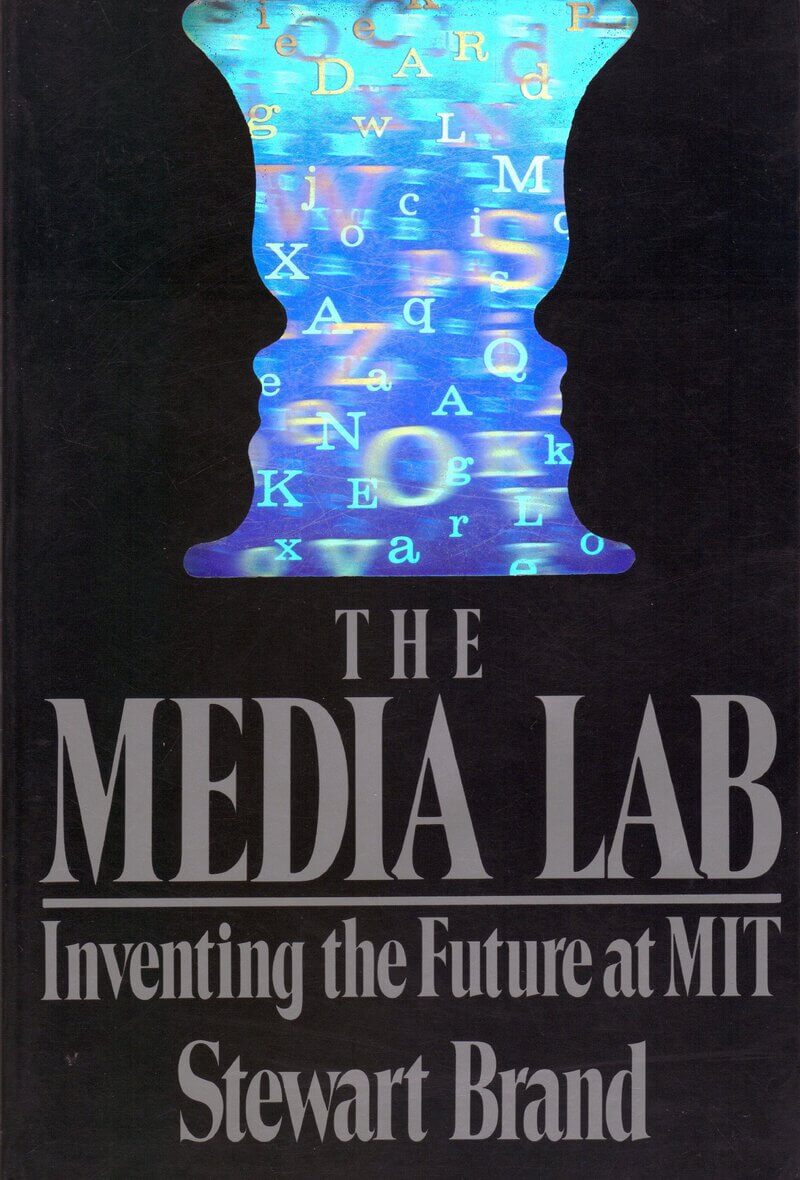 i e O e K P
D A R d
g w L
j c M
o i
X s S
A q
Z Q
e a A
N O k
K E g
r L
x a o
e
THE
MEDIA LAB
Inventing the Future at MIT
Stewart Brand